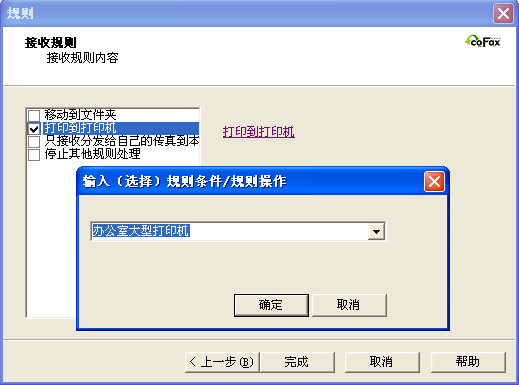 规则
接收规则
接收规则内容
coFax
移动到文件夹
打印到打印机
只接收分发给自己的传真到本
停止其他规则处理
打印到打印机
输入（选择）规则条件/规则操作
办公室大型打印机
确定
取消
< 上一步(B)
完成
取消
帮助